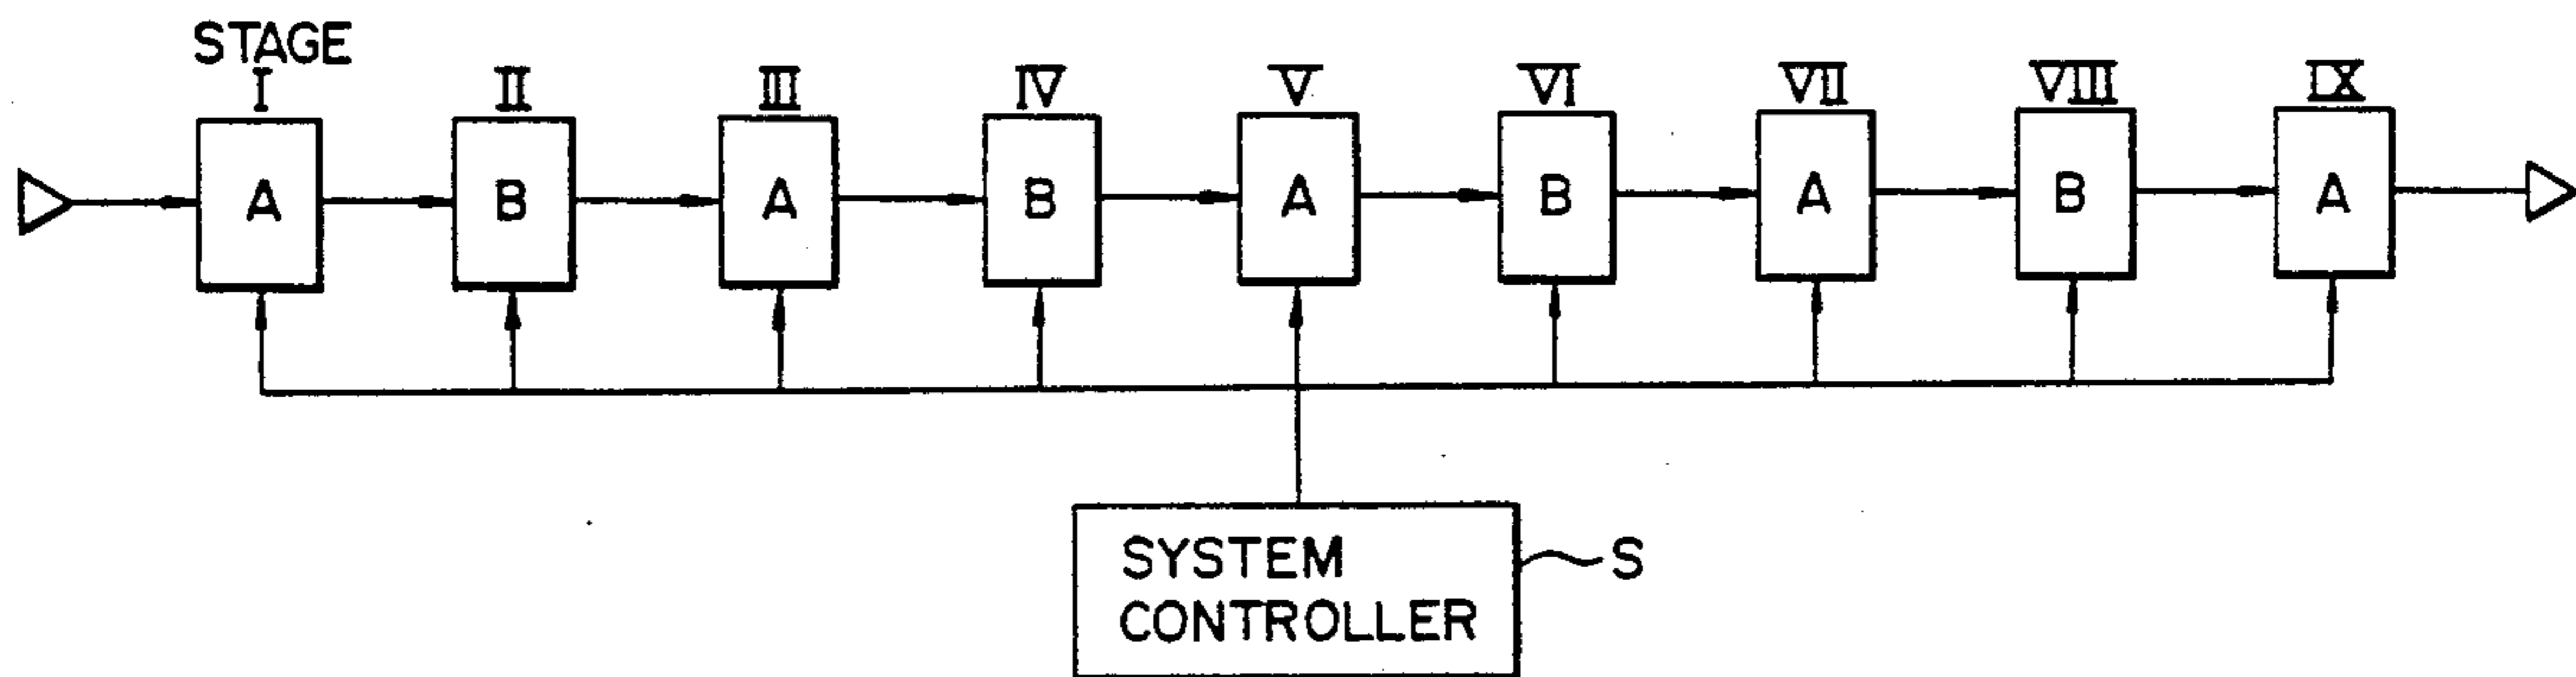 STAGE
I II III IV V VI VII VIII IX
A B A B A B A B A
SYSTEM
CONTROLLER
S